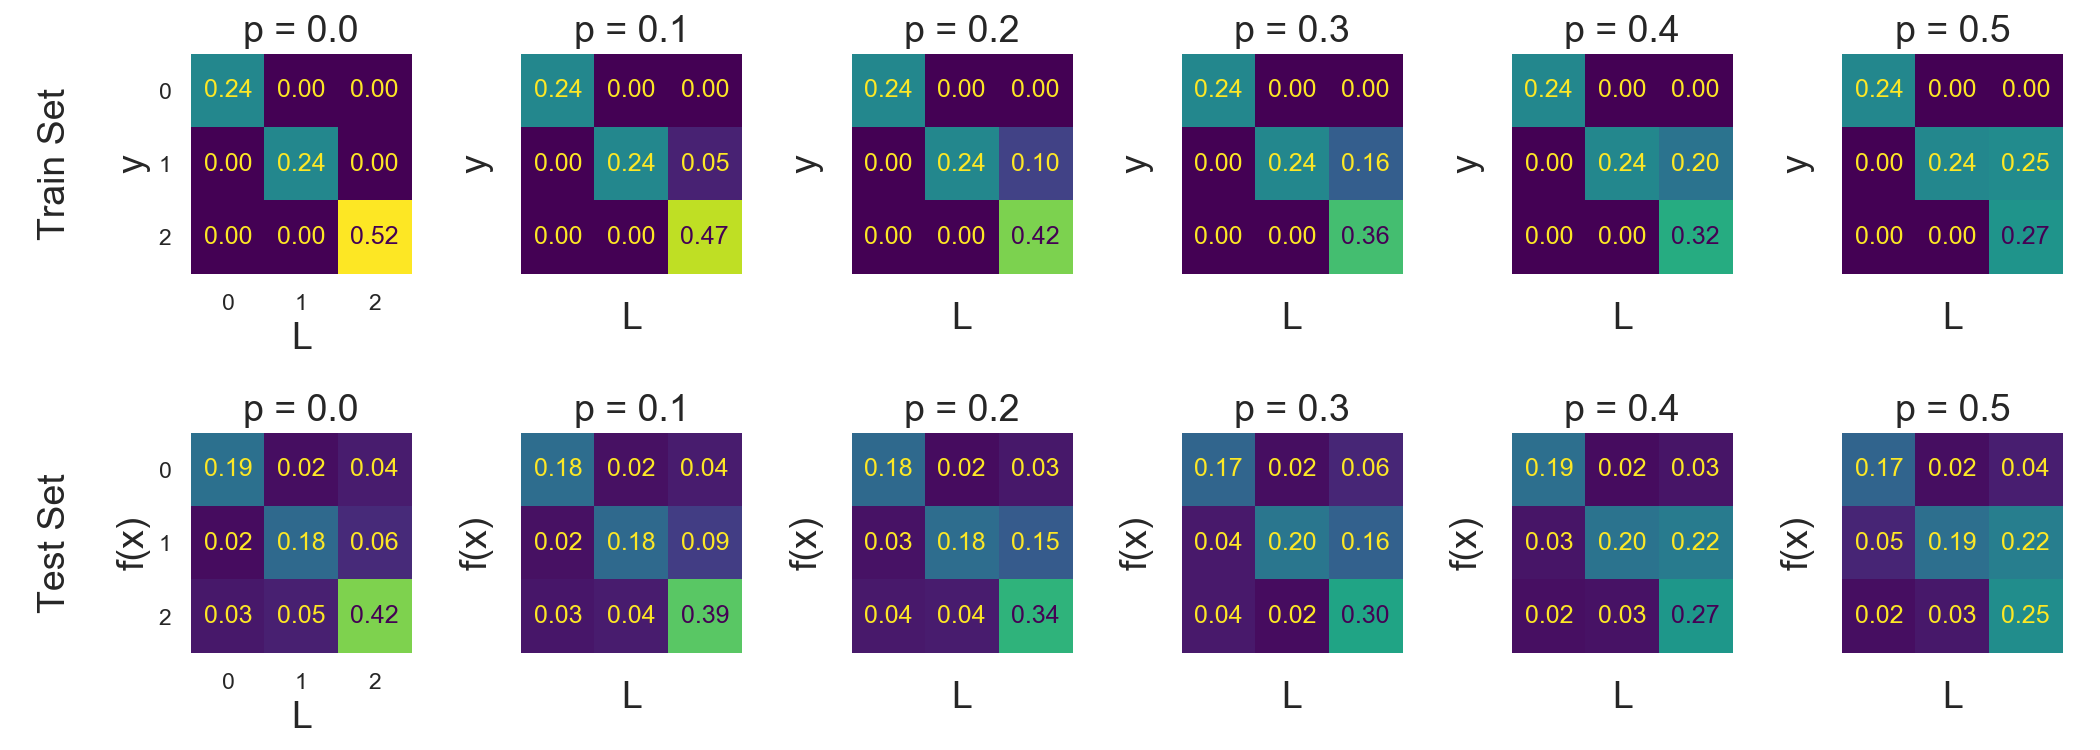 p = 0.0 p = 0.1 p = 0.2 p = 0.3 p = 0.4 p = 0.5
Train Set
0 0.24 0.00 0.00 0.24 0.00 0.00 0.24 0.00 0.00 0.24 0.00 0.00 0.24 0.00 0.00 0.24 0.00 0.00
y 1 0.00 0.24 0.00 y 0.00 0.24 0.05 y 0.00 0.24 0.10 y 0.00 0.24 0.16 y 0.00 0.24 0.20 y 0.00 0.24 0.25
2 0.00 0.00 0.52 0.00 0.00 0.47 0.00 0.00 0.42 0.00 0.00 0.36 0.00 0.00 0.32 0.00 0.00 0.27
0 1 2
L L L L L L
p = 0.0 p = 0.1 p = 0.2 p = 0.3 p = 0.4 p = 0.5
Test Set
0 0.19 0.02 0.04 0.18 0.02 0.04 0.18 0.02 0.03 0.17 0.02 0.06 0.19 0.02 0.03 0.17 0.02 0.04
f(x) 1 0.02 0.18 0.06 f(x) 0.02 0.18 0.09 f(x) 0.03 0.18 0.15 f(x) 0.04 0.20 0.16 f(x) 0.03 0.20 0.22 f(x) 0.05 0.19 0.22
2 0.03 0.05 0.42 0.03 0.04 0.39 0.04 0.04 0.34 0.04 0.02 0.30 0.02 0.03 0.27 0.02 0.03 0.25
0 1 2
L L L L L L